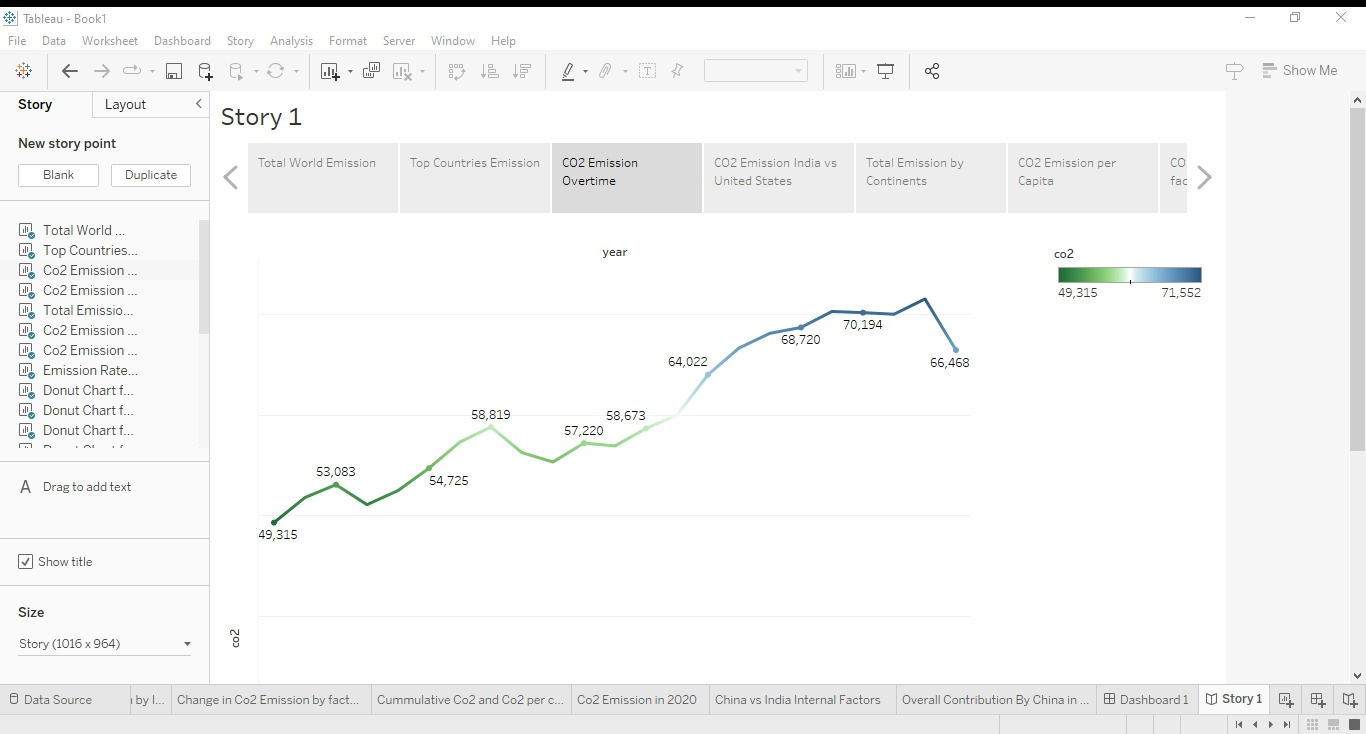 Tableau - Book1
File Data Worksheet Dashboard Story Analysis Format Server Window Help
Show Me
Story Layout
New story point
Blank Duplicate
Total World ...
Top Countries...
Co2 Emission ...
Co2 Emission ...
Total Emissio...
Co2 Emission ...
Co2 Emission ...
Emission Rate...
Donut Chart f...
Donut Chart f...
Donut Chart f...
A Drag to add text
Show title
Size
Story (1016 x 964)
Story 1
Total World Emission
Top Countries Emission
CO2 Emission
Overtime
CO2 Emission India vs
United States
Total Emission by
Continents
CO2 Emission per
Capita
CO
fac
year
co2
49,315 71,552
70,194
68,720
66,468
64,022
58,819
58,673
57,220
53,083
54,725
49,315
co2
Data Source by I... Change in Co2 Emission by fact... Cummulative Co2 and Co2 per c... Co2 Emission in 2020 China vs India Internal Factors Overall Contribution By China in ... Dashboard 1 Story 1